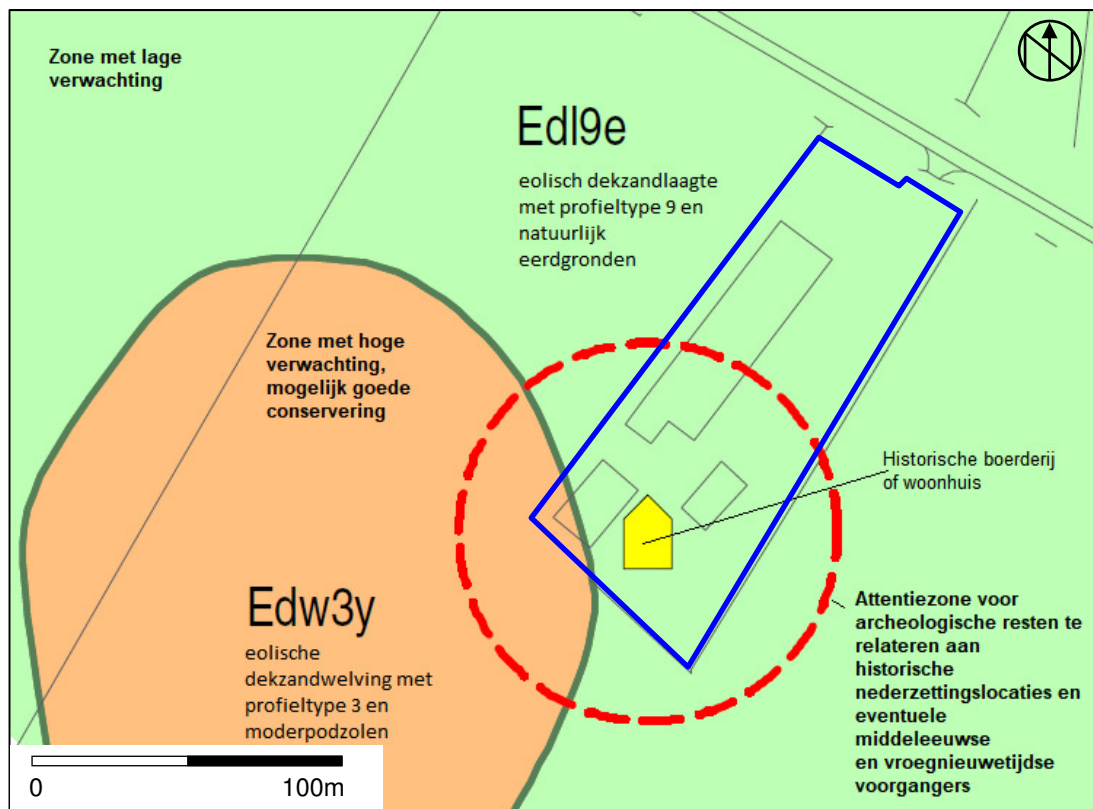 Zone met lage
verwachting
Edl9e
eolisch dekzandlaagte
met profieltype 9 en
natuurlijk
eerdgronden
Zone met hoge
verwachting,
mogelijk goede
conservering
Historische boerderij
of woonhuis
Edw3y
eolische
dekzandwelving met
profieltype 3 en
moderpodzolen
Attentiezone voor
archeologische resten te
relateren aan
historische
nederzettingslocaties en
eventuele
middeleeuwse
en vroegnieuwetijdse
voorgangers
0 100m